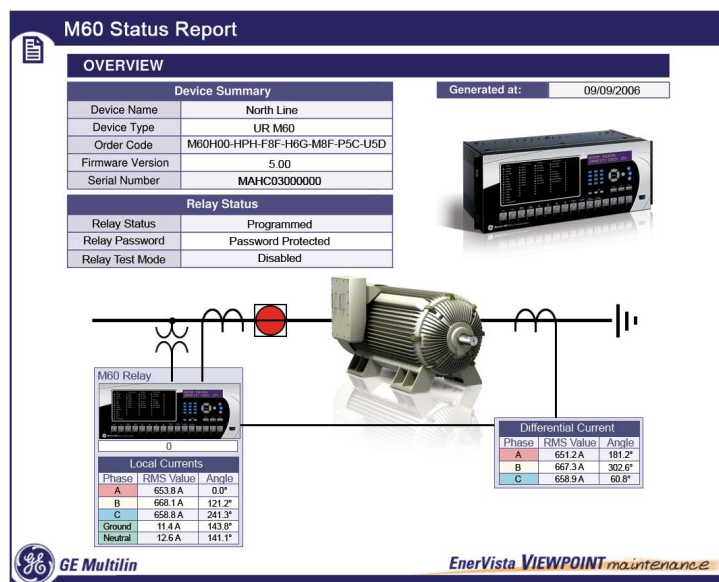 M60 Status Report
OVERVIEW
Device Summary
Device Name North Line
Device Type UR M60
Order Code M60H00-HPH-F8F-H6G-M8F-P5C-U5D
Firmware Version 5.00
Serial Number MAHC03000000
Generated at: 09/09/2006
Relay Status
Relay Status Programmed
Relay Password Password Protected
Relay Test Mode Disabled
M60 Relay
0
Local Currents
Phase RMS Value Angle
A 653.8 A 0.0°
B 668.1 A 121.2°
C 658.8 A 241.3°
Ground 11.4 A 143.8°
Neutral 12.6 A 141.1°
Differential Current
Phase RMS Value Angle
A 651.2 A 181.2°
B 667.3 A 302.6°
C 658.9 A 60.8°
GE Multilin
EnerVista VIEWPOINT maintenance